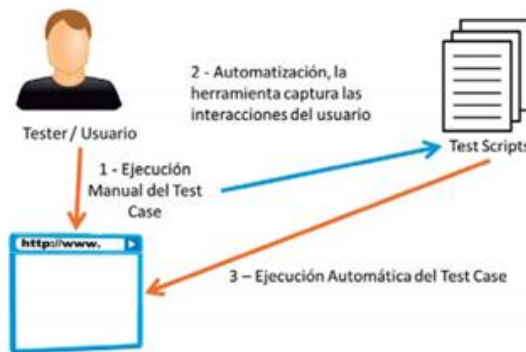 2 - Automatización, la
herramienta captura las
interacciones del usuario
Tester / Usuario
Test Scripts
1 - Ejecución
Manual del Test
Case
http://www.
3 – Ejecución Automática del Test Case